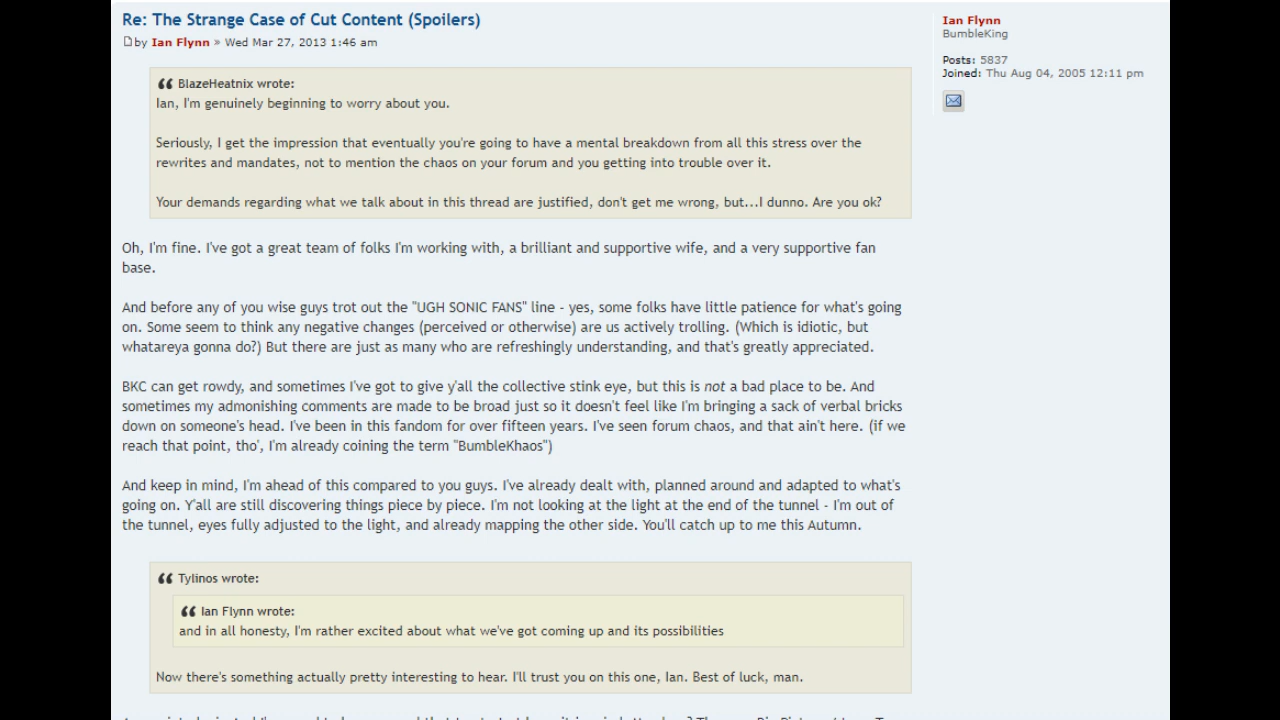 Re: The Strange Case of Cut Content (Spoilers)
by Ian Flynn » Wed Mar 27, 2013 1:46 am
BlazeHeatnix wrote:
Ian, I'm genuinely beginning to worry about you.
Seriously, I get the impression that eventually you're going to have a mental breakdown from all this stress over the
rewrites and mandates, not to mention the chaos on your forum and you getting into trouble over it.
Your demands regarding what we talk about in this thread are justified, don't get me wrong, but...I dunno. Are you ok?
Oh, I'm fine. I've got a great team of folks I'm working with, a brilliant and supportive wife, and a very supportive fan
base.
And before any of you wise guys trot out the "UGH SONIC FANS" line - yes, some folks have little patience for what's going
on. Some seem to think any negative changes (perceived or otherwise) are us actively trolling. (Which is idiotic, but
whatareya gonna do?) But there are just as many who are refreshingly understanding, and that's greatly appreciated.
BKC can get rowdy, and sometimes I've got to give y'all the collective stink eye, but this is not a bad place to be. And
sometimes my admonishing comments are made to be broad just so it doesn't feel like I'm bringing a sack of verbal bricks
down on someone's head. I've been in this fandom for over fifteen years. I've seen forum chaos, and that ain't here. (if we
reach that point, tho', I'm already coining the term "BumbleKhaos")
And keep in mind, I'm ahead of this compared to you guys. I've already dealt with, planned around and adapted to what's
going on. Y'all are still discovering things piece by piece. I'm not looking at the light at the end of the tunnel - I'm out of
the tunnel, eyes fully adjusted to the light, and already mapping the other side. You'll catch up to me this Autumn.
Tylinos wrote:
Ian Flynn wrote:
and in all honesty, I'm rather excited about what we've got coming up and its possibilities
Now there's something actually pretty interesting to hear. I'll trust you on this one, Ian. Best of luck, man.
Ian Flynn
BumbleKing
Posts: 5837
Joined: Thu Aug 04, 2005 12:11 pm